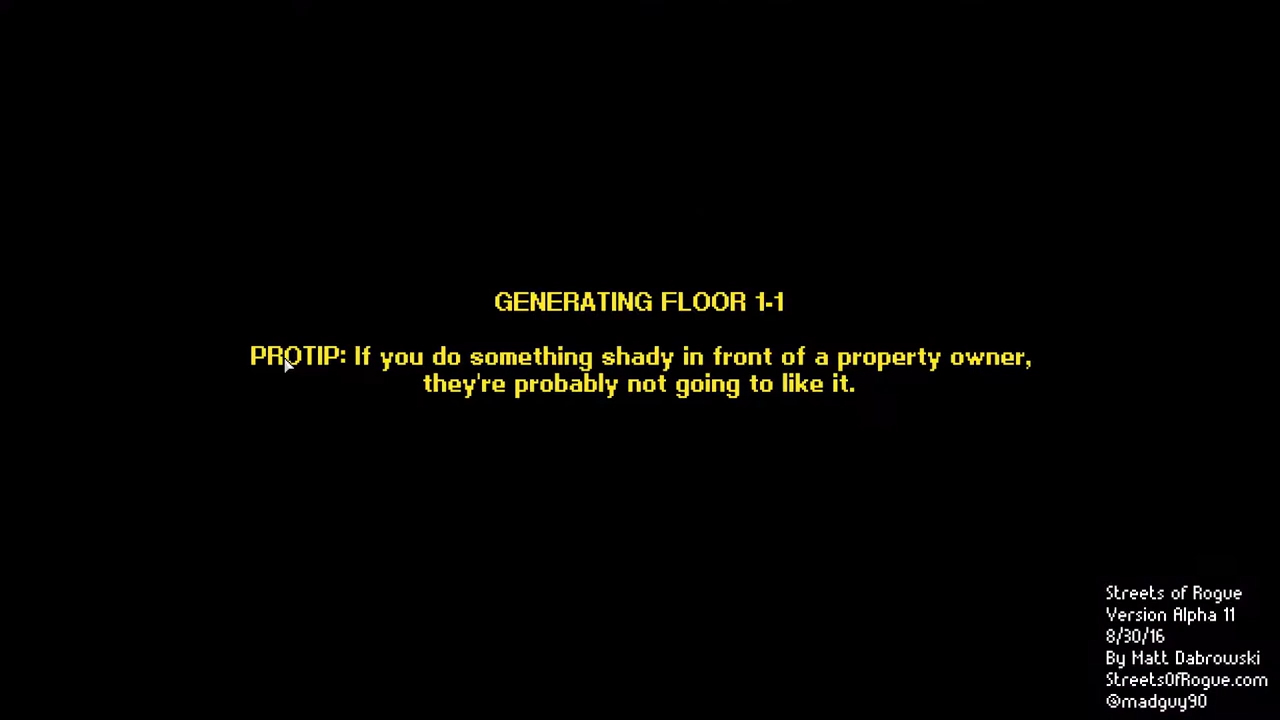 GENERATING FLOOR 1-1
PROTIP: If you do something shady in front of a property owner,
they're probably not going to like it.
Streets of Rogue
Version Alpha 11
8/30/16
By Matt Dabrowski
StreetsOfRogue.com
@madguy90